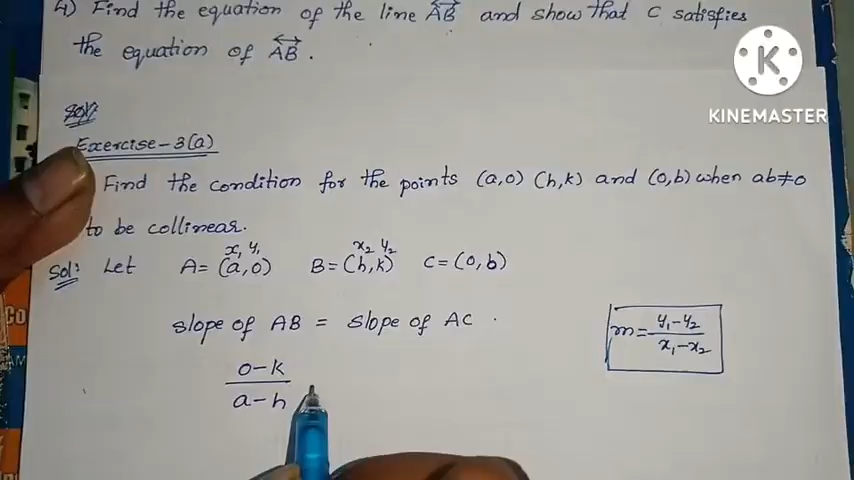 4) Find the equation of the line AB and show that C satisfies
the equation of AB.
KINEMASTER
Sol:
Exercise-3(a)
Find the condition for the points (a,0) (h,k) and (0,b) when ab≠0
to be collinear.
x₁ y₁ x₂ y₂
Sol: Let A=(a,0) B=(h,k) C=(0,b)
slope of AB = slope of AC.
m = y₁-y₂ / x₁-x₂
0-k
a-h